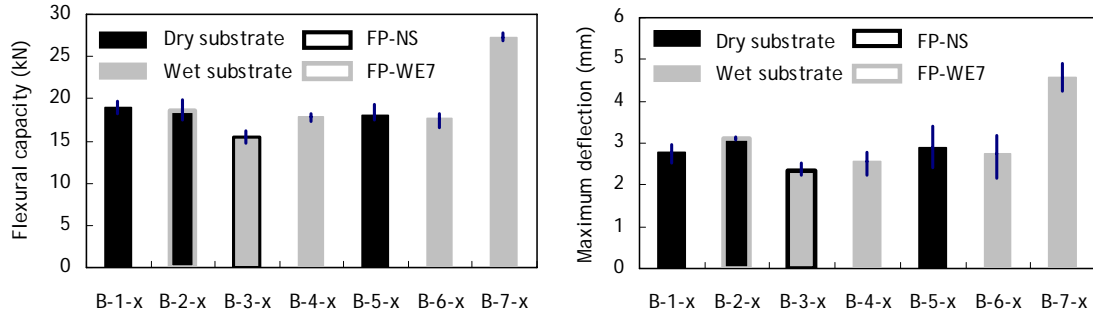 30
25
20
15
10
5
0
Flexural capacity (kN)
Dry substrate
FP-NS
Wet substrate
FP-WE7
B-1-x B-2-x B-3-x B-4-x B-5-x B-6-x B-7-x
6
5
4
3
2
1
0
Maximum deflection (mm)
Dry substrate
FP-NS
Wet substrate
FP-WE7
B-1-x B-2-x B-3-x B-4-x B-5-x B-6-x B-7-x